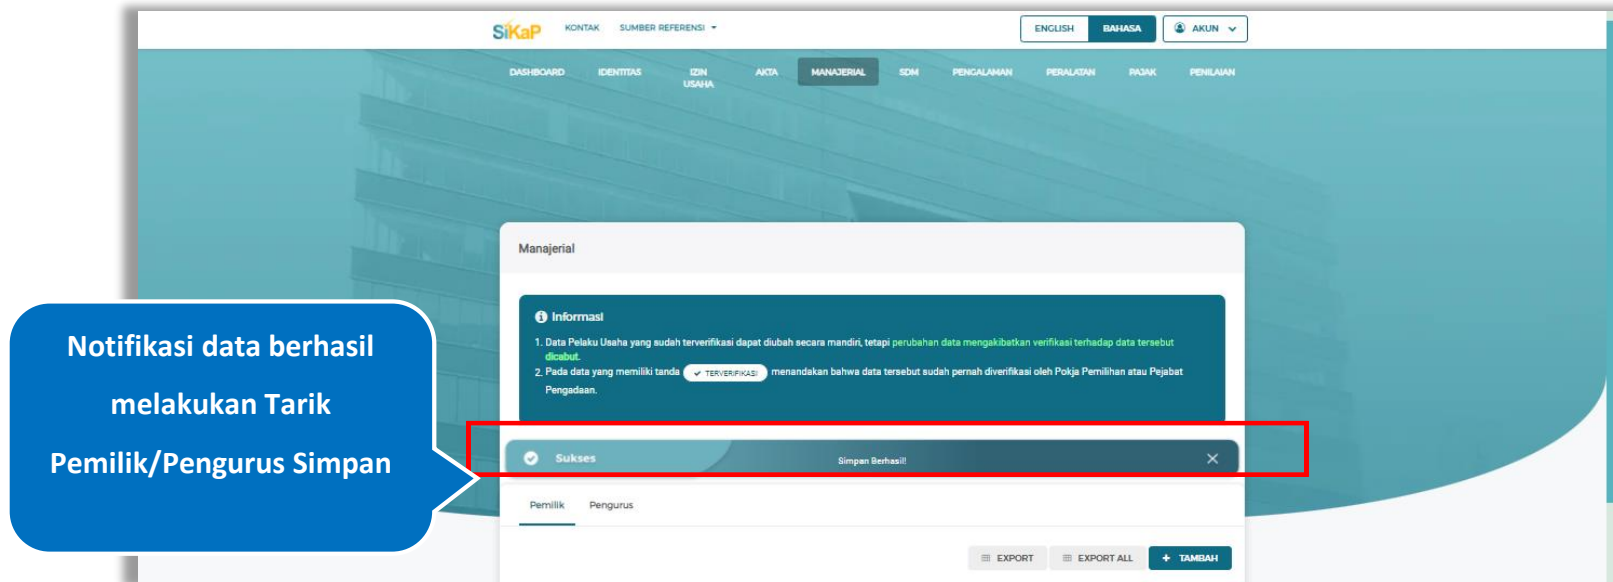 SiKaP KONTAK SUMBER REFERENSI ENGLISH BAHASA AKUN
DASHBOARD IDENTITAS IZIN USAHA AKTA MANAJERIAL SDM PENGALAMAN PERALATAN PAJAK PENILAIAN
Manajerial
Informasi
1. Data Pelaku Usaha yang sudah terverifikasi dapat diubah secara mandiri, tetapi perubahan data mengakibatkan verifikasi terhadap data tersebut
dicabut.
2. Pada data yang memiliki tanda TERVERIFIKASI menandakan bahwa data tersebut sudah pernah diverifikasi oleh Pokja Pemilihan atau Pejabat
Pengadaan.
Notifikasi data berhasil
melakukan Tarik
Pemilik/Pengurus Simpan
Sukses Simpan Berhasil!
Pemilik Pengurus
EXPORT EXPORT ALL + TAMBAH